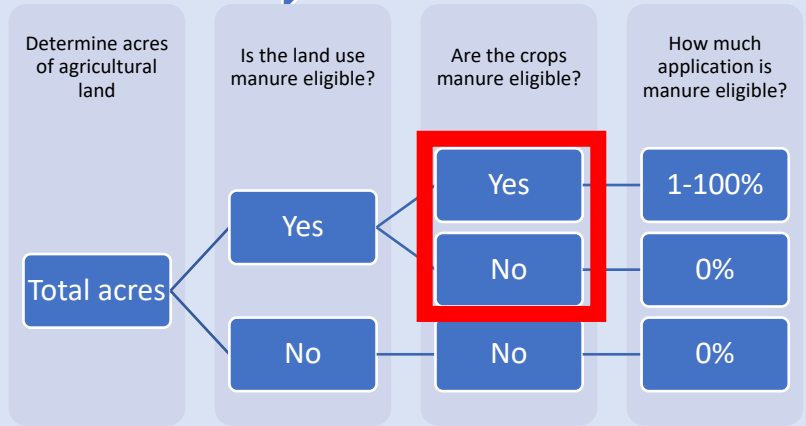 Determine acres
of agricultural
land
Is the land use
manure eligible?
Are the crops
manure eligible?
How much
application is
manure eligible?
Total acres
Yes
No
Yes
No
No
1-100%
0%
0%